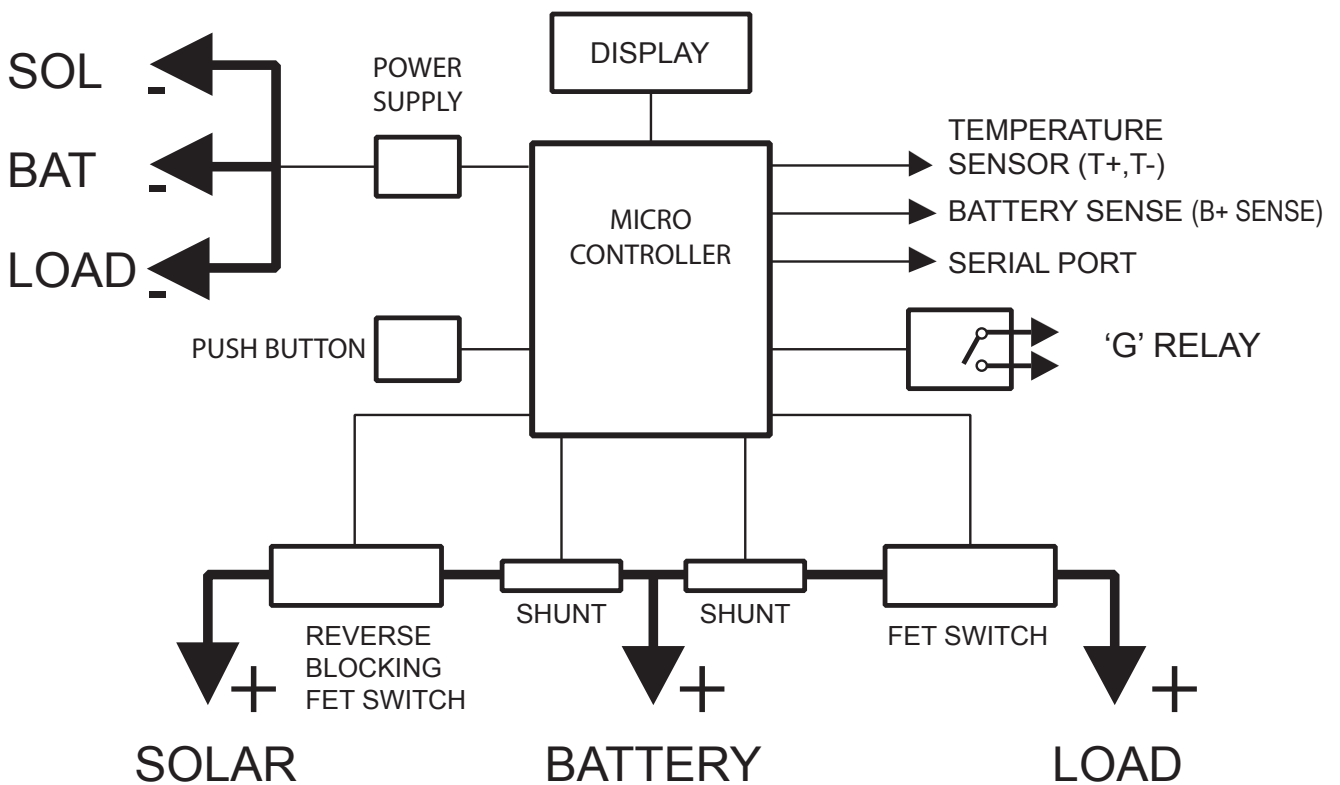 DISPLAY
SOL
-
POWER
SUPPLY
BAT
-
LOAD
-
MICRO
CONTROLLER
TEMPERATURE
SENSOR (T+,T-)
BATTERY SENSE (B+ SENSE)
SERIAL PORT
PUSH BUTTON
‘G’ RELAY
SHUNT
SHUNT
REVERSE
BLOCKING
FET SWITCH
FET SWITCH
+
+
+
SOLAR
BATTERY
LOAD